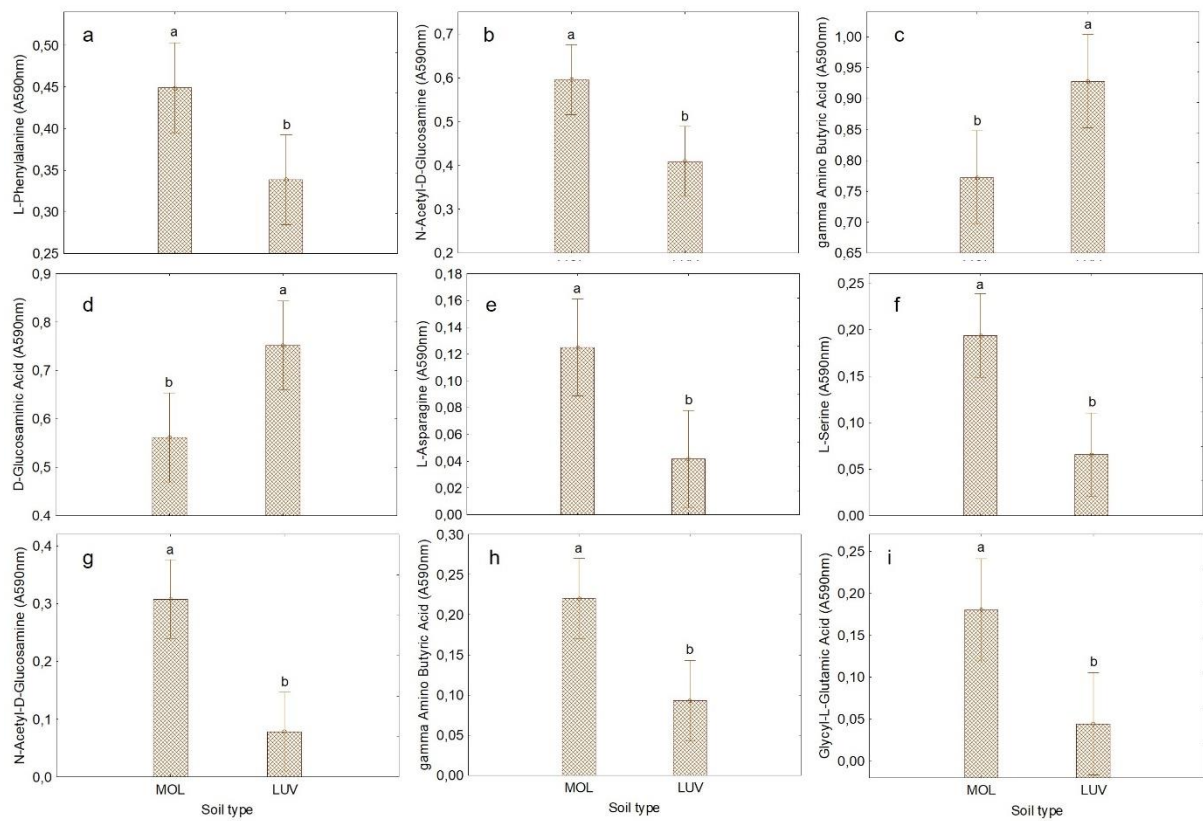 a
L-Phenylalanine (A590nm)
0,50
0,45
0,40
0,35
0,30
0,25
a
b
b
N-Acetyl-D-Glucosamine (A590nm)
0,7
0,6
0,5
0,4
0,3
0,2
a
b
c
gamma Amino Butyric Acid (A590nm)
1,00
0,95
0,90
0,85
0,80
0,75
0,70
0,65
b
a
d
D-Glucosaminic Acid (A590nm)
0,9
0,8
0,7
0,6
0,5
0,4
b
a
e
L-Asparagine (A590nm)
0,18
0,16
0,14
0,12
0,10
0,08
0,06
0,04
0,02
0,00
a
b
f
L-Serine (A590nm)
0,25
0,20
0,15
0,10
0,05
0,00
a
b
g
N-Acetyl-D-Glucosamine (A590nm)
0,4
0,3
0,2
0,1
0,0
a
b
MOL LUV
Soil type
h
gamma Amino Butyric Acid (A590nm)
0,30
0,25
0,20
0,15
0,10
0,05
0,00
a
b
MOL LUV
Soil type
i
Glycyl-L-Glutamic Acid (A590nm)
0,25
0,20
0,15
0,10
0,05
0,00
a
b
MOL LUV
Soil type